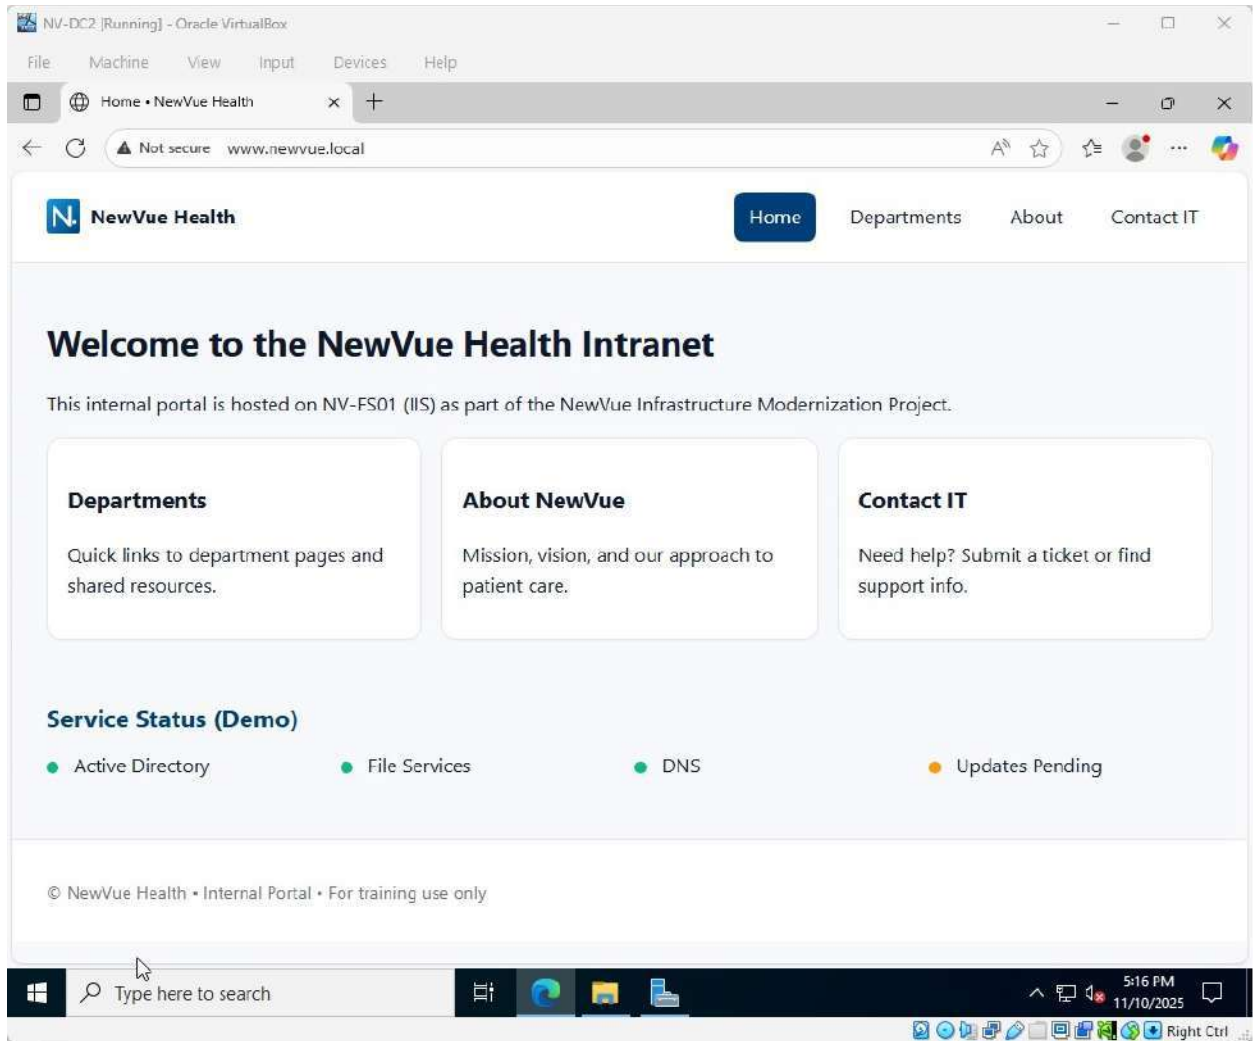 NV-DC2 [Running] - Oracle VirtualBox
File Machine View Input Devices Help
Home • NewVue Health
Not secure www.newvue.local
N. NewVue Health Home Departments About Contact IT
Welcome to the NewVue Health Intranet
This internal portal is hosted on NV-FS01 (IIS) as part of the NewVue Infrastructure Modernization Project.
Departments
Quick links to department pages and
shared resources.
About NewVue
Mission, vision, and our approach to
patient care.
Contact IT
Need help? Submit a ticket or find
support info.
Service Status (Demo)
Active Directory File Services DNS Updates Pending
© NewVue Health • Internal Portal • For training use only
Type here to search
5:16 PM
11/10/2025
Right Ctrl